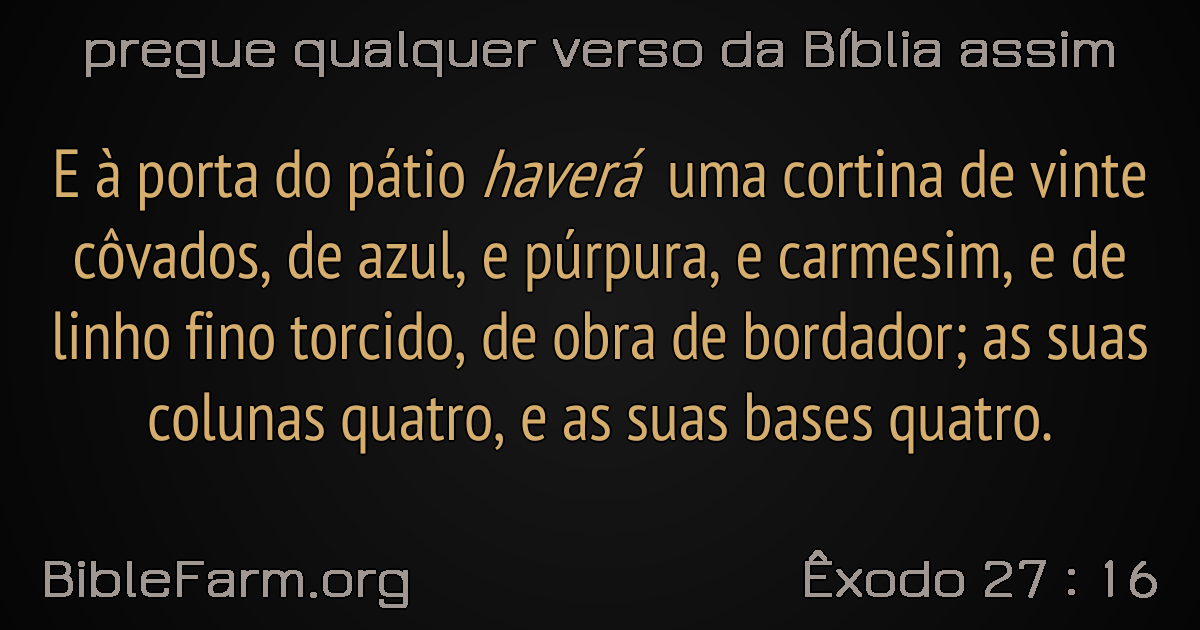 pregue qualquer verso da Bíblia assim
E à porta do pátio haverá uma cortina de vinte
côvados, de azul, e púrpura, e carmesim, e de
linho fino torcido, de obra de bordador; as suas
colunas quatro, e as suas bases quatro.
BibleFarm.org
Êxodo 27 : 16